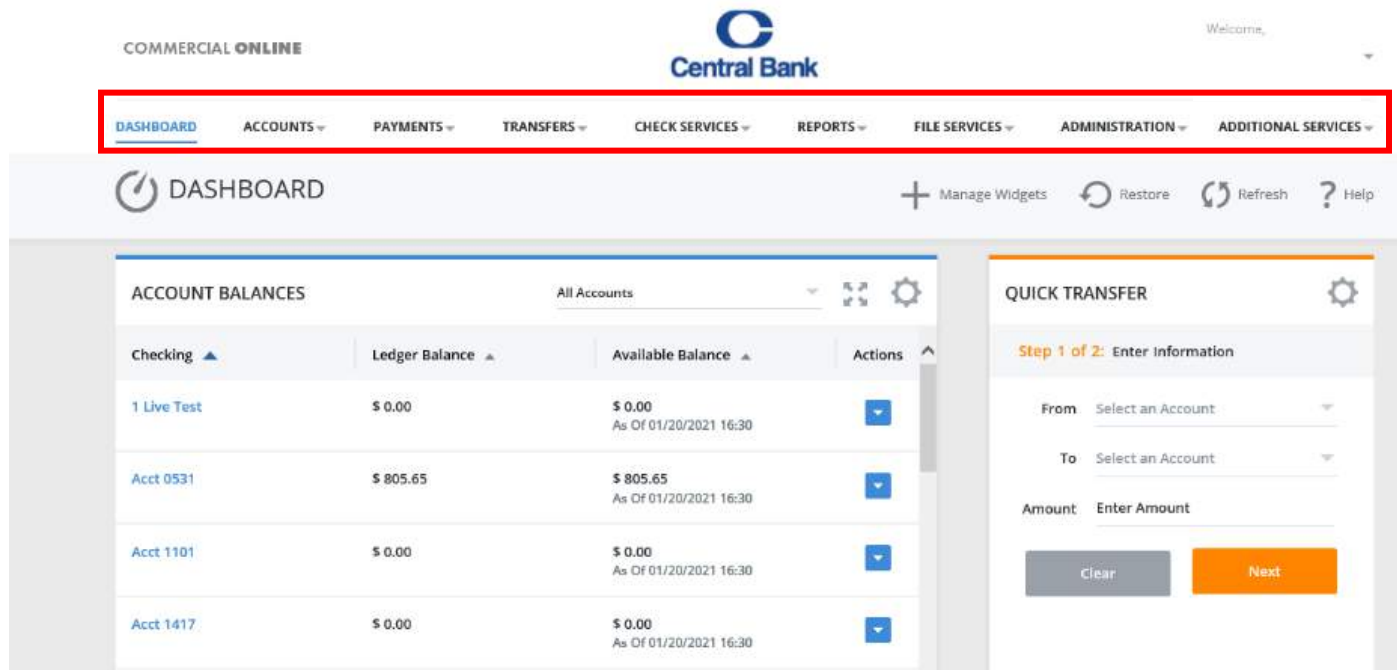 COMMERCIAL ONLINE
Central Bank
Welcome,
DASHBOARD ACCOUNTS PAYMENTS TRANSFERS CHECK SERVICES REPORTS FILE SERVICES ADMINISTRATION ADDITIONAL SERVICES
DASHBOARD
Manage Widgets Restore Refresh ? Help
ACCOUNT BALANCES All Accounts
Checking Ledger Balance Available Balance Actions
1 Live Test $ 0.00 $ 0.00
As Of 01/20/2021 16:30
Acct 0531 $ 805.65 $ 805.65
As Of 01/20/2021 16:30
Acct 1101 $ 0.00 $ 0.00
As Of 01/20/2021 16:30
Acct 1417 $ 0.00 $ 0.00
As Of 01/20/2021 16:30
QUICK TRANSFER
Step 1 of 2: Enter Information
From Select an Account
To Select an Account
Amount Enter Amount
Clear Next